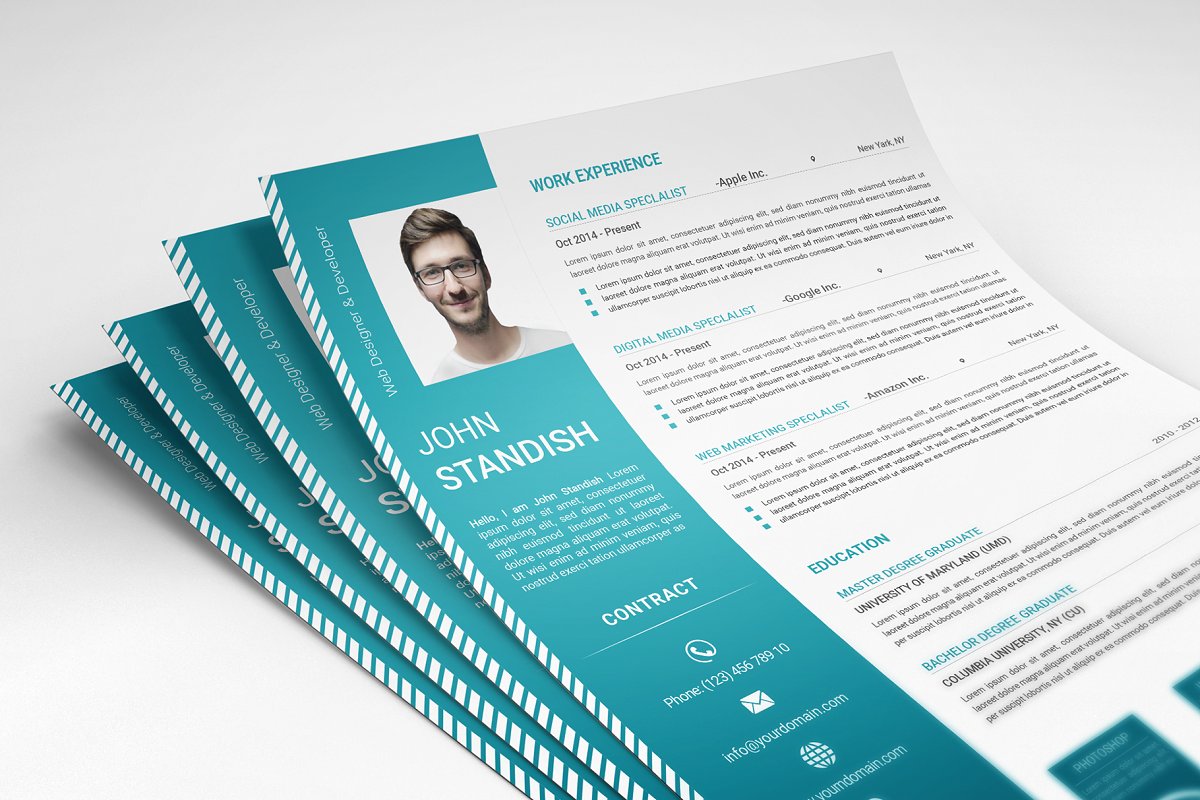 Web Designer & Developer
JOHN
STANDISH
Hello, I am John Standish Lorem
ipsum dolor sit amet, consectetuer
adipiscing elit, sed diam nonummy
nibh euismod tincidunt ut laoreet
dolore magna aliquam erat volutpat.
Ut wisi enim ad minim veniam, quis
nostrud exerci tation ullamcorper as
CONTRACT
Phone: (123) 456 789 10
info@yourdomain.com
WORK EXPERIENCE
SOCIAL MEDIA SPECLALIST -Apple Inc. New Yark, NY
Oct 2014 - Present
Lorem ipsum dolor sit amet, consectetuer adipiscing elit, sed diam nonummy nibh euismod tincidunt ut
laoreet dolore magna aliquam erat volutpat. Ut wisi enim ad minim veniam, quis nostrud exerci tation ullamas
Lorem ipsum dolor sit amet, consectetuer adipiscing elit, sed diam nonummy nibh euismod tincidunt ut
laoreet dolore magna aliquam erat volutpat. Ut wisi enim ad minim veniam, quis nostrud exerci tation
ullamcorper suscipit lobortis nisl ut aliquip ex ea commodo consequat. Duis autem vel eum iriure dolor in
DIGITAL MEDIA SPECLALIST -Google Inc. New Yark, NY
Oct 2014 - Present
Lorem ipsum dolor sit amet, consectetuer adipiscing elit, sed diam nonummy nibh euismod tincidunt ut
laoreet dolore magna aliquam erat volutpat. Ut wisi enim ad minim veniam, quis nostrud exerci tation ullamas
Lorem ipsum dolor sit amet, consectetuer adipiscing elit, sed diam nonummy nibh euismod tincidunt ut
laoreet dolore magna aliquam erat volutpat. Ut wisi enim ad minim veniam, quis nostrud exerci tation
ullamcorper suscipit lobortis nisl ut aliquip ex ea commodo consequat. Duis autem vel eum iriure dolor in
WEB MARKETING SPECLALIST -Amazon Inc. New Yark, NY
Oct 2014 - Present
Lorem ipsum dolor sit amet, consectetuer adipiscing elit, sed diam nonummy nibh euismod tincidunt ut
laoreet dolore magna aliquam erat volutpat. Ut wisi enim ad minim veniam, quis nostrud exerci tation ullamas
Lorem ipsum dolor sit amet, consectetuer adipiscing elit, sed diam nonummy nibh euismod tincidunt ut
laoreet dolore magna aliquam erat volutpat. Ut wisi enim ad minim veniam, quis nostrud exerci tation
ullamcorper suscipit lobortis nisl ut aliquip ex ea commodo consequat. Duis autem vel eum iriure dolor in
EDUCATION
MASTER DEGREE GRADUATE 2010 - 2012
UNIVERSITY OF MARYLAND (UMD)
Lorem ipsum dolor sit amet, consectetuer adipiscing elit, sed diam nonummy nibh euismod tincidunt
laoreet dolore magna aliquam erat volutpat. Ut wisi enim ad minim veniam, quis nostrud exerci tation
per suscipit lobortis nisl ut aliquip ex ea commodo consequat. Duis autem vel
BACHELOR DEGREE GRADUATE
COLUMBIA UNIVERSITY, NY (CU)
Lorem ipsum dolor sit amet, consectetuer adipiscing elit, sed diam
laoreet dolore magna aliquam erat volutpat. Ut wisi enim ad
per suscipit lobortis nisl ut aliquip ex ea commodo
PHOTOSHOP
Web Designer & Developer
Web Designer & Developer
Web Designer & Developer